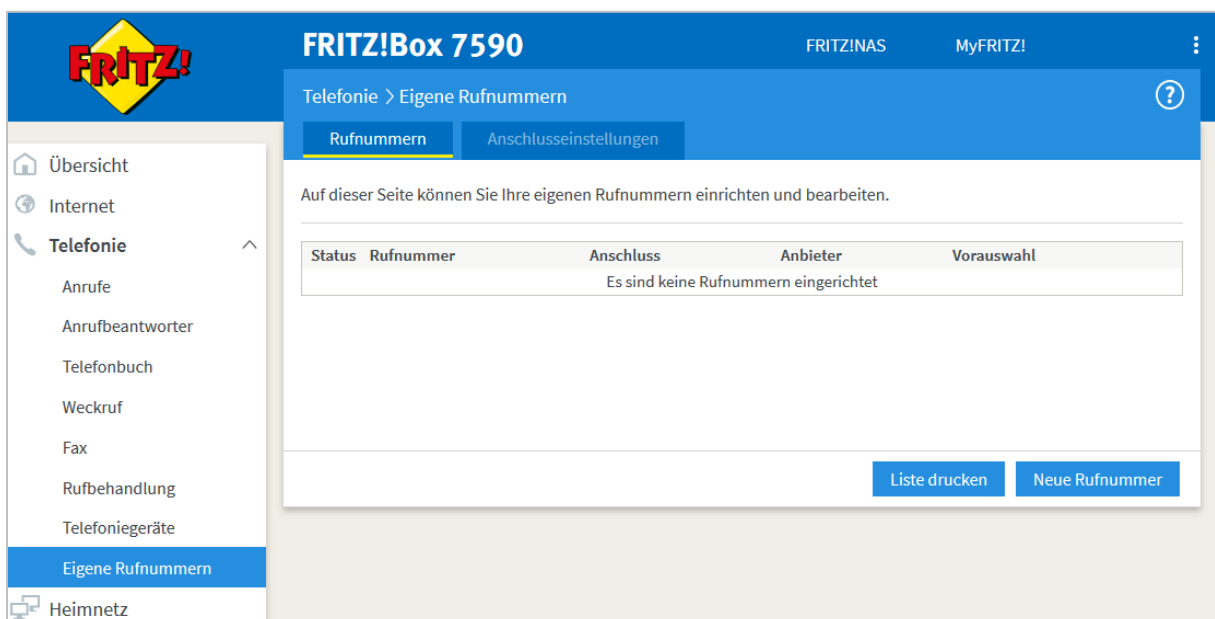 FRITZ!
FRITZ!Box 7590 FRITZ!NAS MyFRITZ!
Telefonie > Eigene Rufnummern ?
Rufnummern Anschlusseinstellungen
Übersicht
Internet
Telefonie
Anrufe
Anrufbeantworter
Telefonbuch
Weckruf
Fax
Rufbehandlung
Telefoniegeräte
Eigene Rufnummern
Heimnetz
Auf dieser Seite können Sie Ihre eigenen Rufnummern einrichten und bearbeiten.
Status Rufnummer Anschluss Anbieter Vorauswahl
Es sind keine Rufnummern eingerichtet
Liste drucken Neue Rufnummer